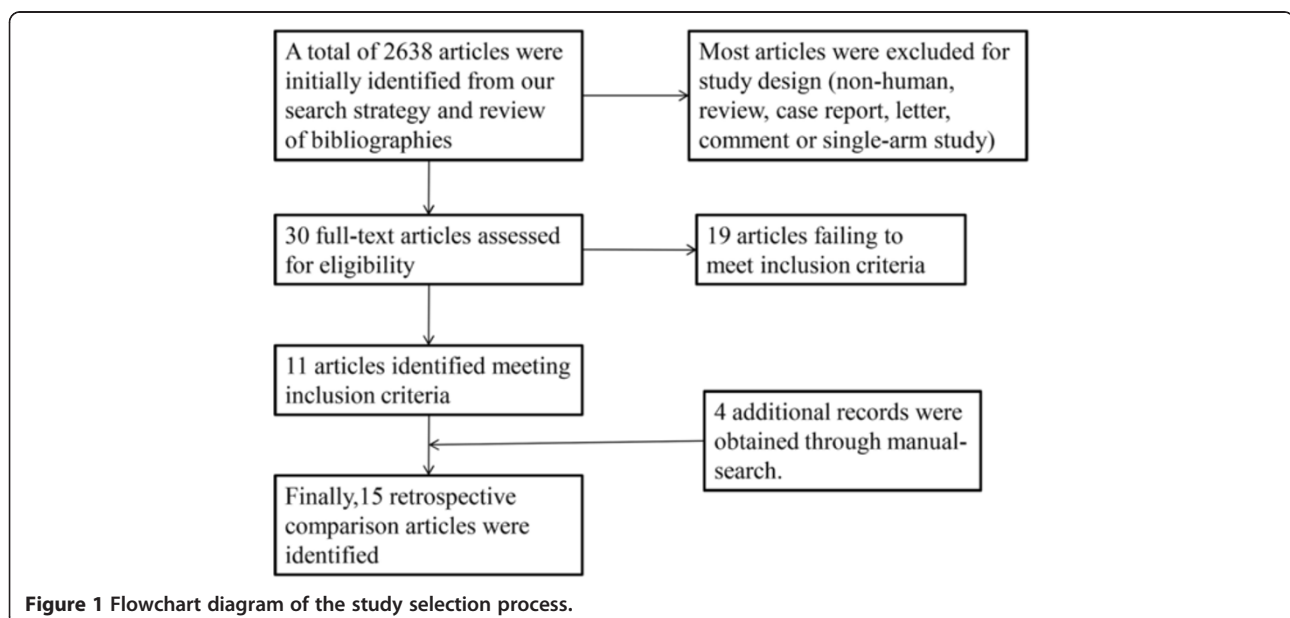 A total of 2638 articles were
initially identified from our
search strategy and review
of bibliographies
Most articles were excluded for
study design (non-human,
review, case report, letter,
comment or single-arm study)
30 full-text articles assessed
for eligibility
19 articles failing to
meet inclusion criteria
11 articles identified meeting
inclusion criteria
4 additional records were
obtained through manual-
search.
Finally,15 retrospective
comparison articles were
identified
Figure 1 Flowchart diagram of the study selection process.